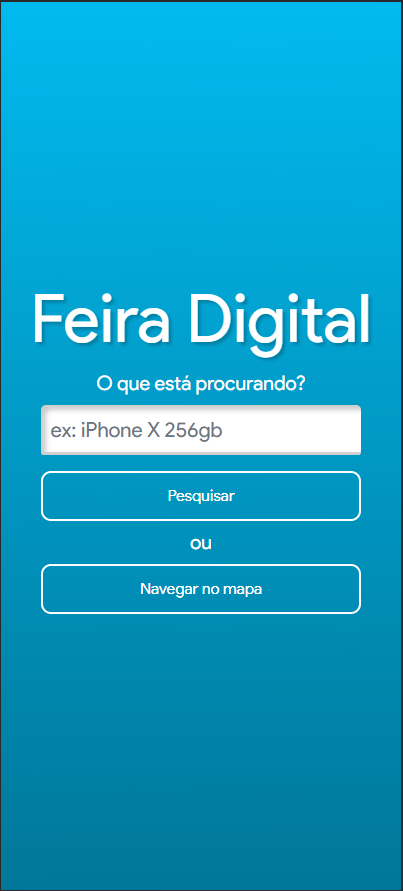 Feira Digital
O que está procurando?
ex: iPhone X 256gb
Pesquisar
ou
Navegar no mapa